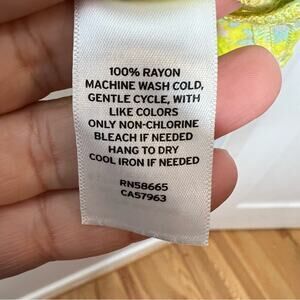 100% RAYON
MACHINE WASH COLD,
GENTLE CYCLE, WITH
LIKE COLORS
ONLY NON-CHLORINE
BLEACH IF NEEDED
HANG TO DRY
COOL IRON IF NEEDED
RN58665
CA57963